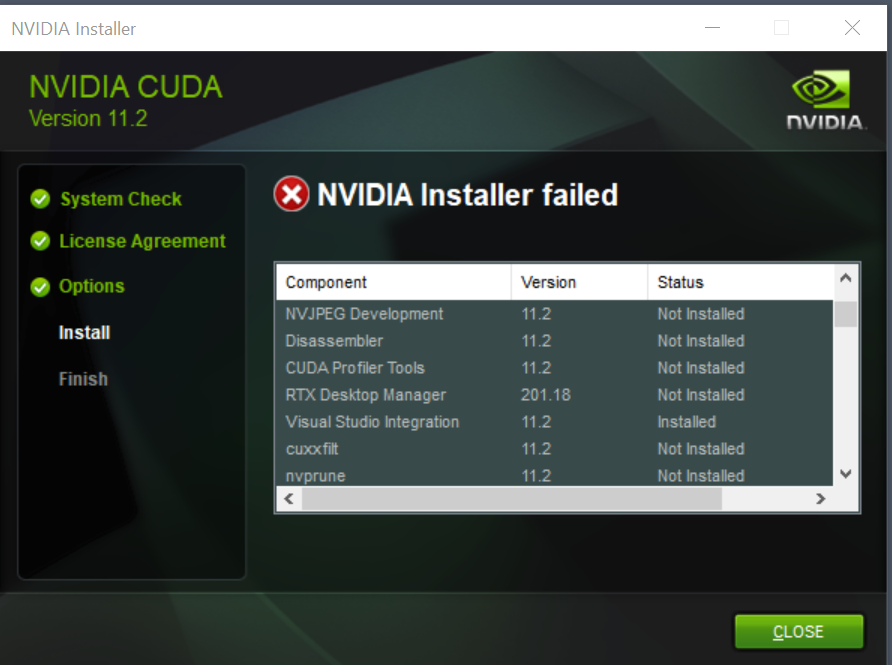 NVIDIA Installer
NVIDIA CUDA
Version 11.2
NVIDIA.
System Check
License Agreement
Options
Install
Finish
NVIDIA Installer failed
Component Version Status
NVJPEG Development 11.2 Not Installed
Disassembler 11.2 Not Installed
CUDA Profiler Tools 11.2 Not Installed
RTX Desktop Manager 201.18 Not Installed
Visual Studio Integration 11.2 Installed
cuxxfilt 11.2 Not Installed
nvprune 11.2 Not Installed
CLOSE